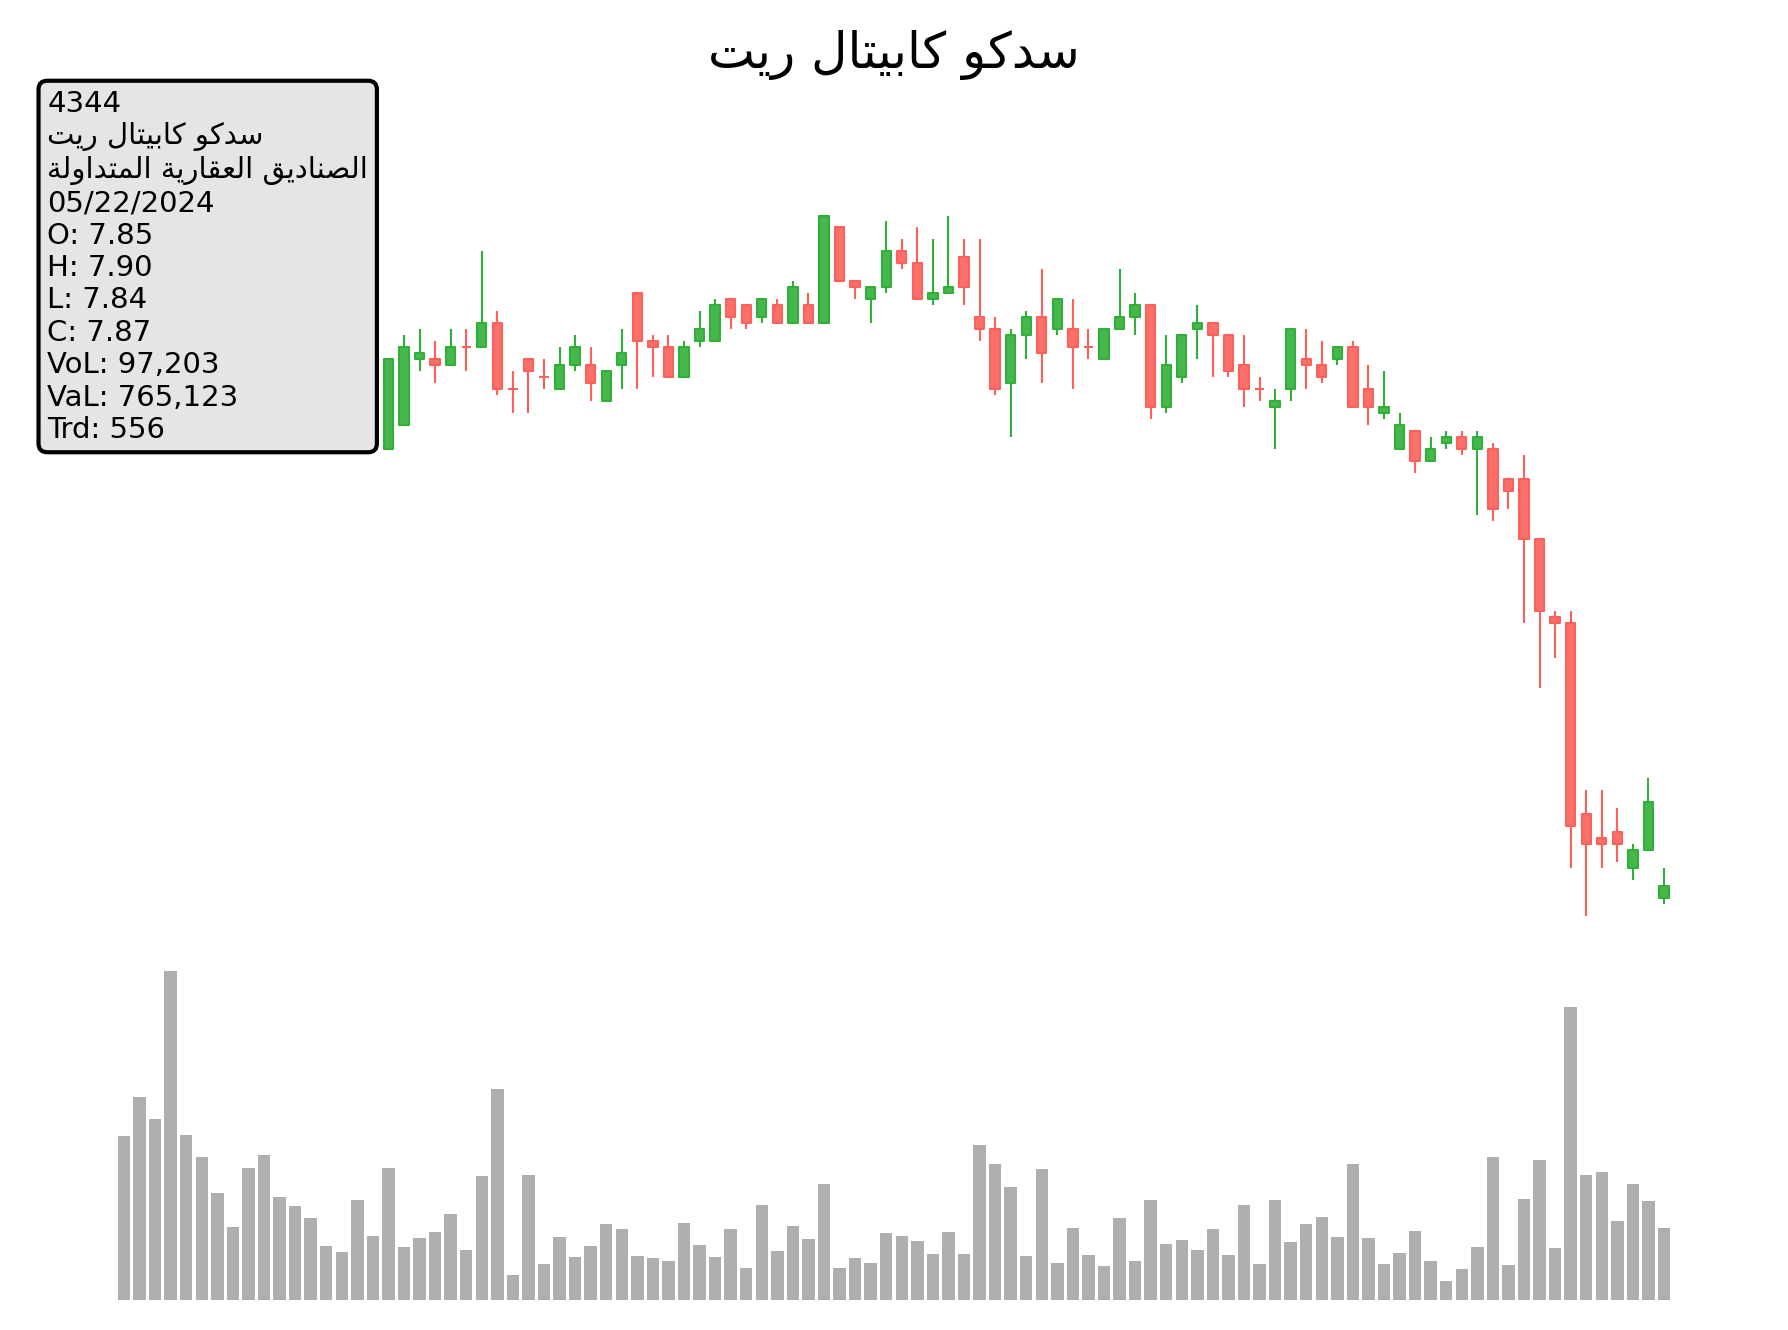 سدكو كابيتال ريت
4344
سدكو كابيتال ريت
الصناديق العقارية المتداولة
05/22/2024
O: 7.85
H: 7.90
L: 7.84
C: 7.87
VoL: 97,203
VaL: 765,123
Trd: 556